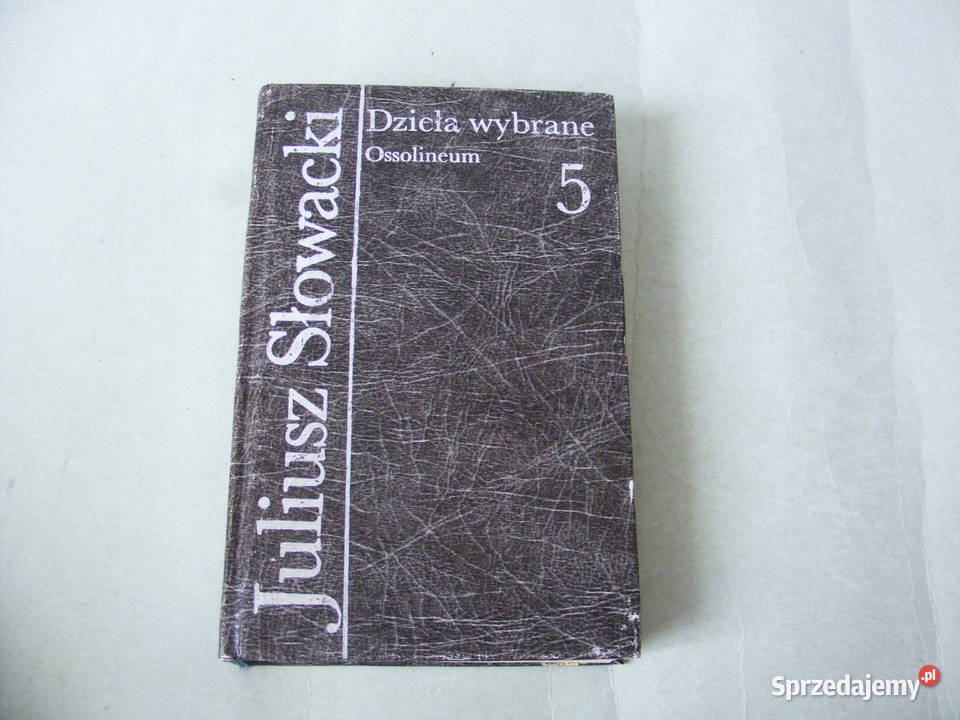 Juliusz Słowacki
Dzieła wybrane
Ossolineum
5
Sprzedajemy.pl